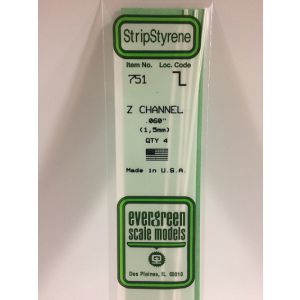 StripStyrene
Item No. Loc. Code
751
Z CHANNEL
.060"
(1,5mm)
QTY 4
Made in U.S.A.
evergreen
scale models
Des Plaines, IL 60018